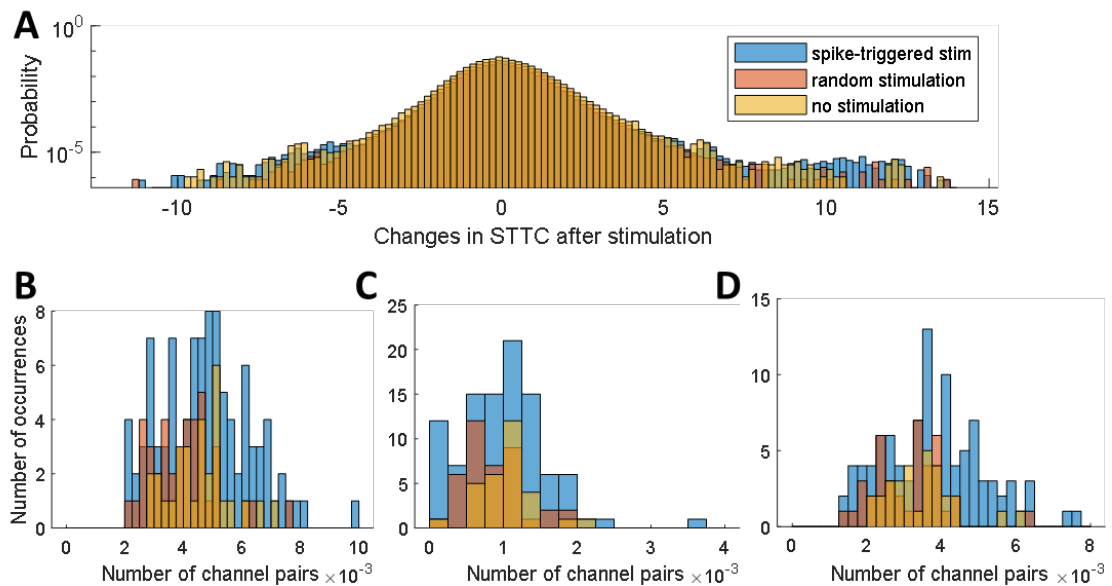 A
10^0
10^-5
Probability
spike-triggered stim
random stimulation
no stimulation
-10 -5 0 5 10 15
Changes in STTC after stimulation
B
8
6
4
2
0
Number of occurrences
0 2 4 6 8 10
Number of channel pairs ×10^-3
C
25
20
15
10
5
0
0 1 2 3 4
Number of channel pairs ×10^-3
D
15
10
5
0
0 2 4 6 8
Number of channel pairs ×10^-3